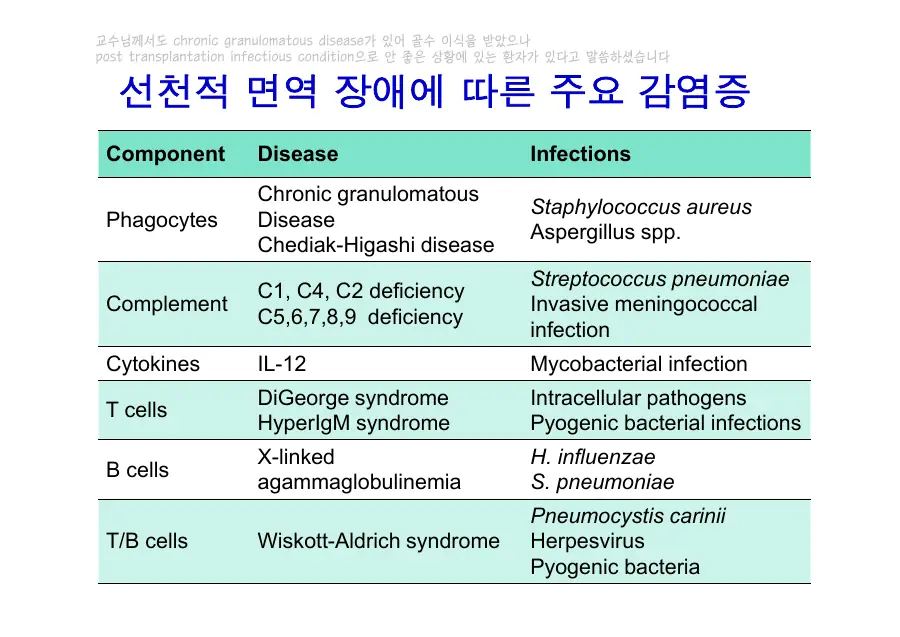 교수님께서도 chronic granulomatous disease가 있어 골수 이식을 받았으나
post transplantation infectious condition으로 안 좋은 상황에 있는 환자가 있다고 말씀하셨습니다
선천적 면역 장애에 따른 주요 감염증
Component Disease Infections
Phagocytes
Chronic granulomatous
Disease
Chediak-Higashi disease
Staphylococcus aureus
Aspergillus spp.
Complement
C1, C4, C2 deficiency
C5,6,7,8,9 deficiency
Streptococcus pneumoniae
Invasive meningococcal
infection
Cytokines IL-12 Mycobacterial infection
T cells
DiGeorge syndrome
HyperIgM syndrome
Intracellular pathogens
Pyogenic bacterial infections
B cells
X-linked
agammaglobulinemia
H. influenzae
S. pneumoniae
T/B cells
Wiskott-Aldrich syndrome
Pneumocystis carinii
Herpesvirus
Pyogenic bacteria